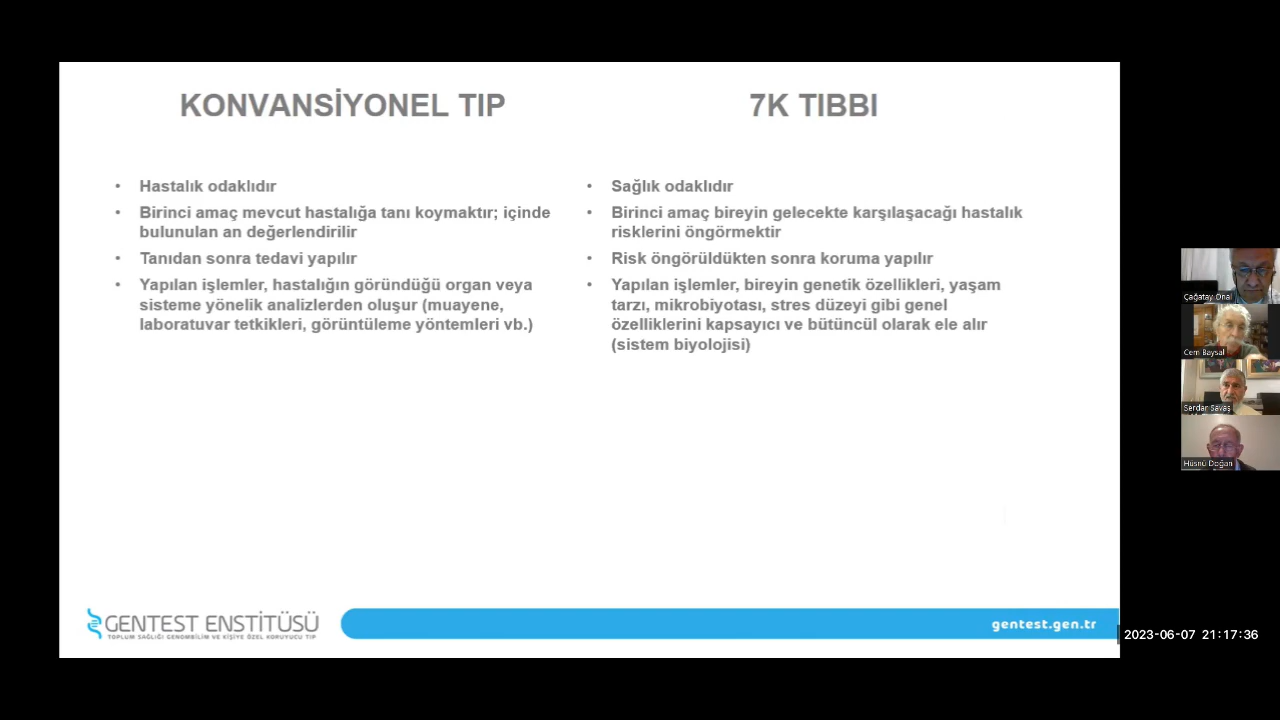 KONVANSİYONEL TIP
• Hastalık odaklıdır
• Birinci amaç mevcut hastalığa tanı koymaktır; içinde
bulunulan an değerlendirilir
• Tanıdan sonra tedavi yapılır
• Yapılan işlemler, hastalığın göründüğü organ veya
sisteme yönelik analizlerden oluşur (muayene,
laboratuvar tetkikleri, görüntüleme yöntemleri vb.)
7K TIBBI
• Sağlık odaklıdır
• Birinci amaç bireyin gelecekte karşılaşacağı hastalık
risklerini öngörmektir
• Risk öngörüldükten sonra koruma yapılır
• Yapılan işlemler, bireyin genetik özellikleri, yaşam
tarzı, mikrobiyotası, stres düzeyi gibi genel
özelliklerini kapsayıcı ve bütüncül olarak ele alır
(sistem biyolojisi)
Çağatay Önal
Cem Baysal
Serdar Savaş
Hüsnü Doğan
GENTEST ENSTİTÜSÜ
TOPLUM SAĞLIĞI GENOMBİLİM VE KİŞİYE ÖZEL KORUYUCU TIP
gentest.gen.tr
2023-06-07 21:17:36